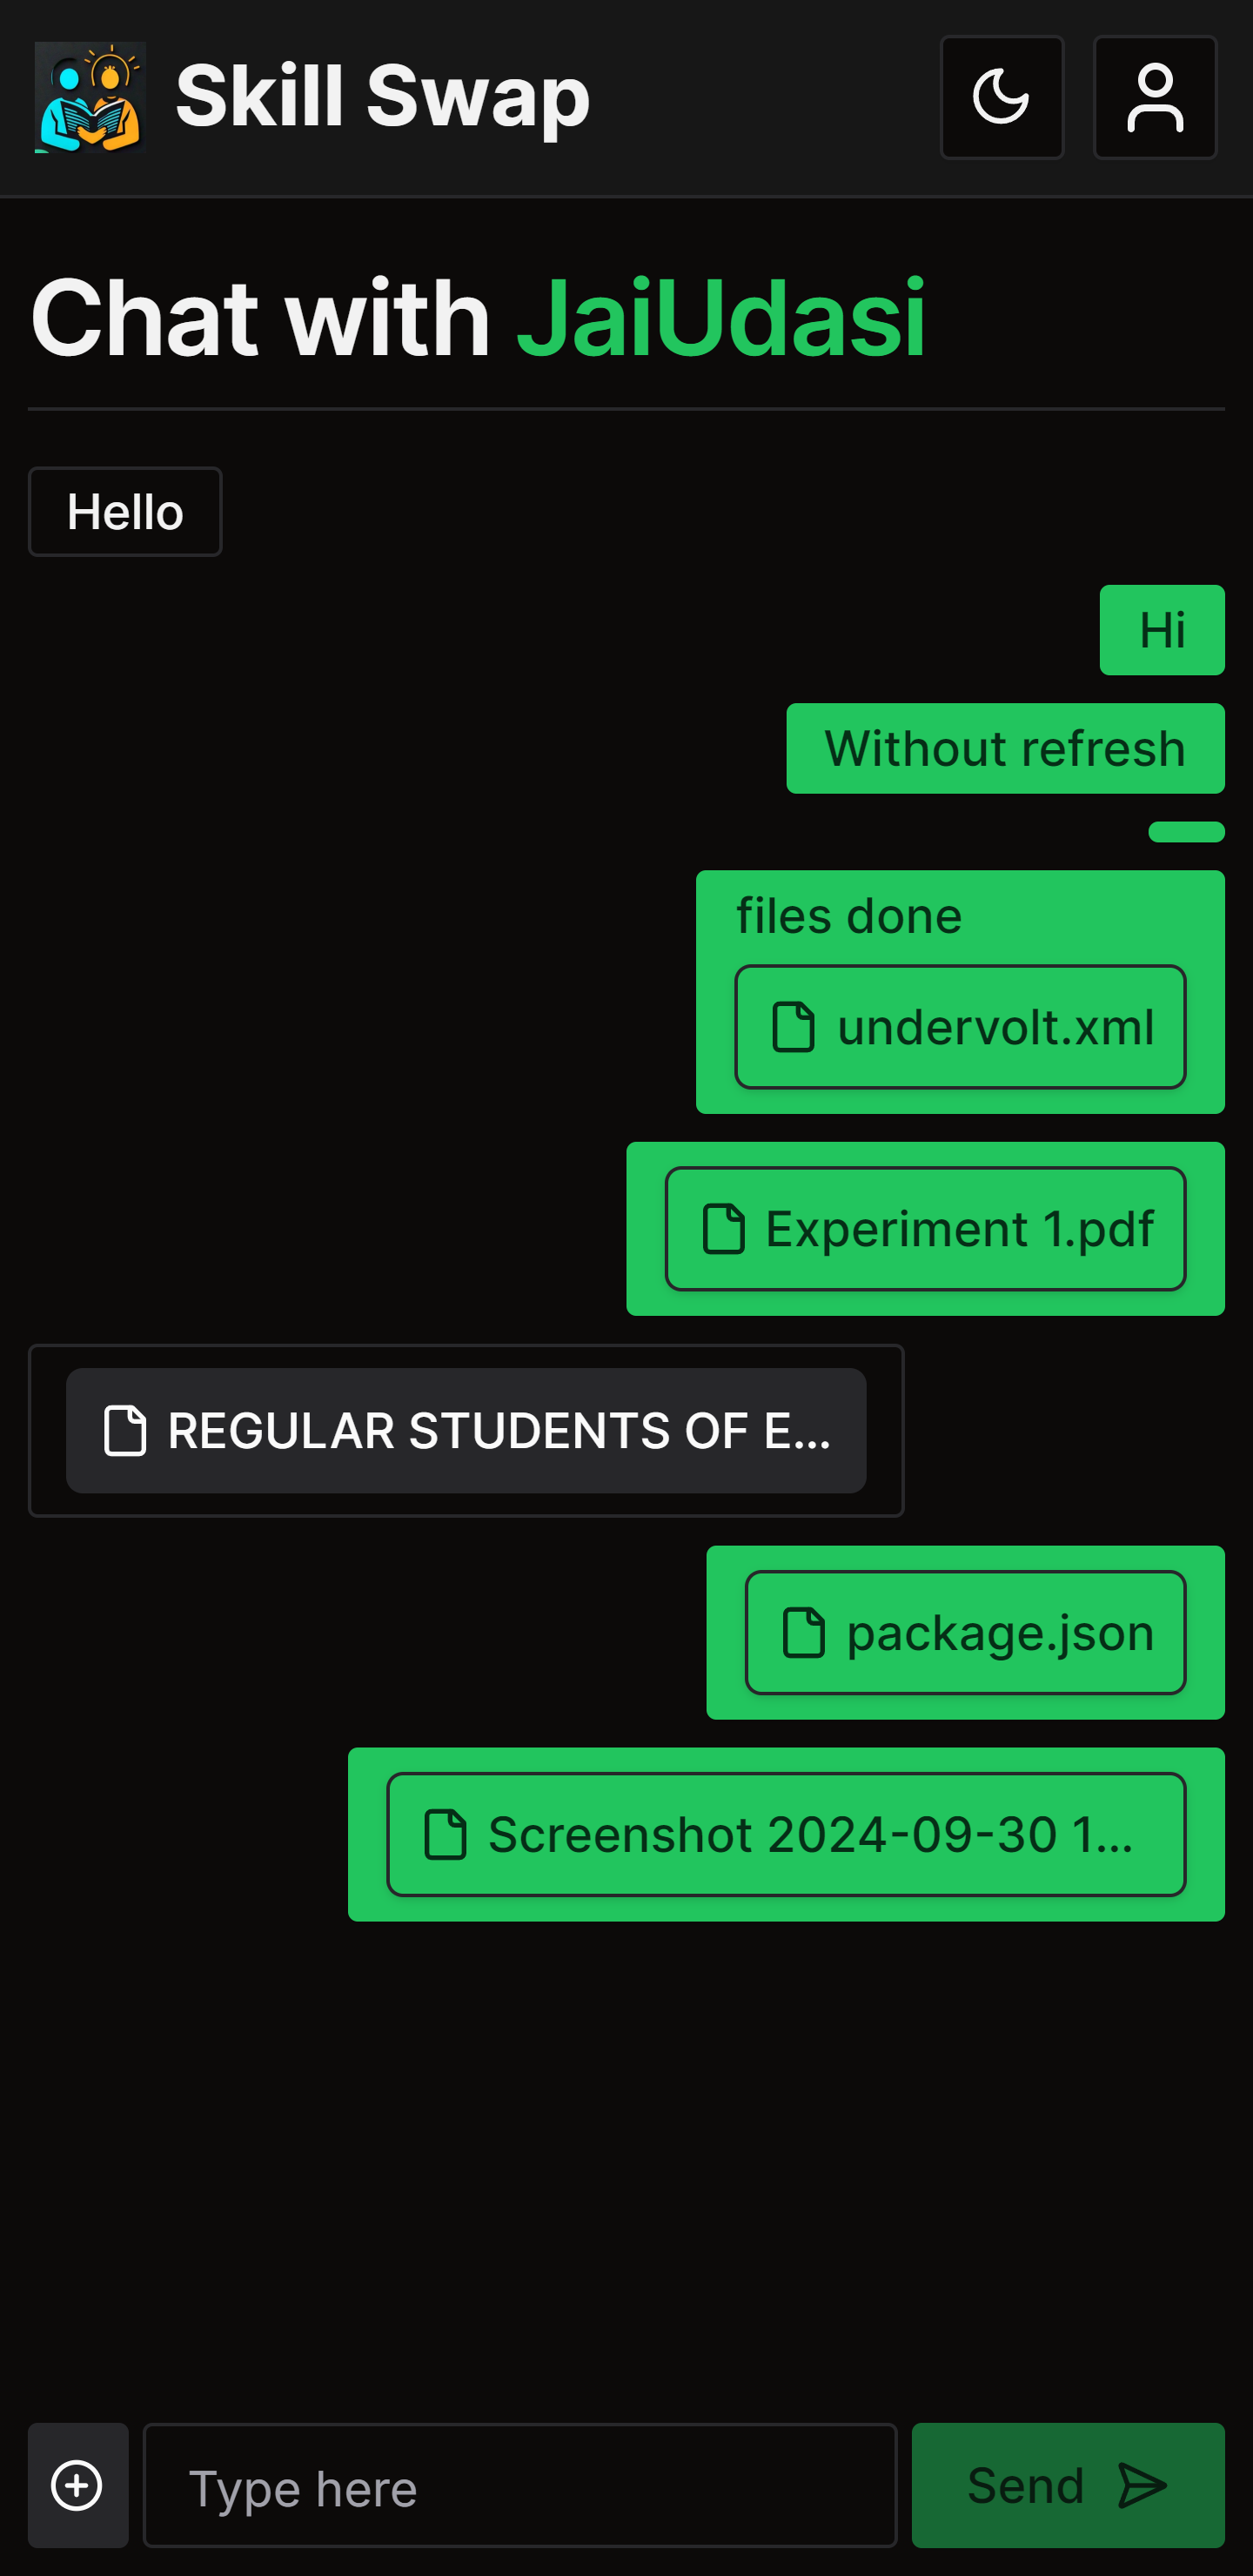 Skill Swap
Chat with JaiUdasi
Hello
Hi
Without refresh
files done
undervolt.xml
Experiment 1.pdf
REGULAR STUDENTS OF E...
package.json
Screenshot 2024-09-30 1...
Type here
Send